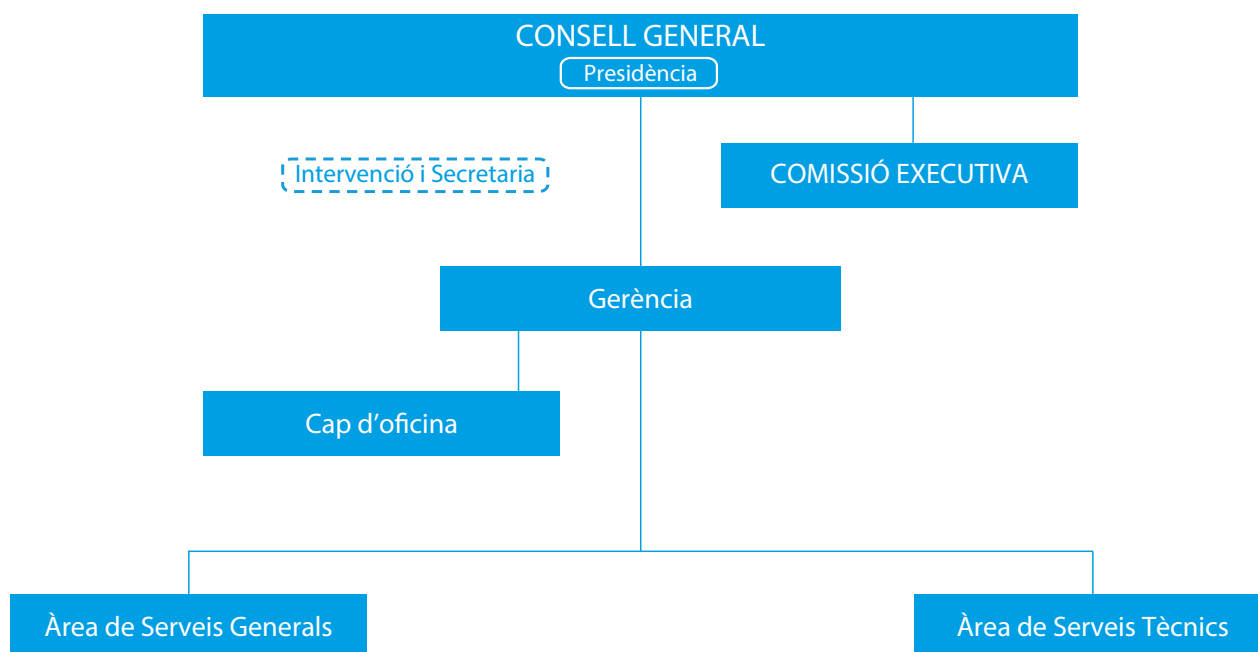 CONSELL GENERAL
Presidència
Intervenció i Secretaria
COMISSIÓ EXECUTIVA
Gerència
Cap d’oficina
Àrea de Serveis Generals
Àrea de Serveis Tècnics